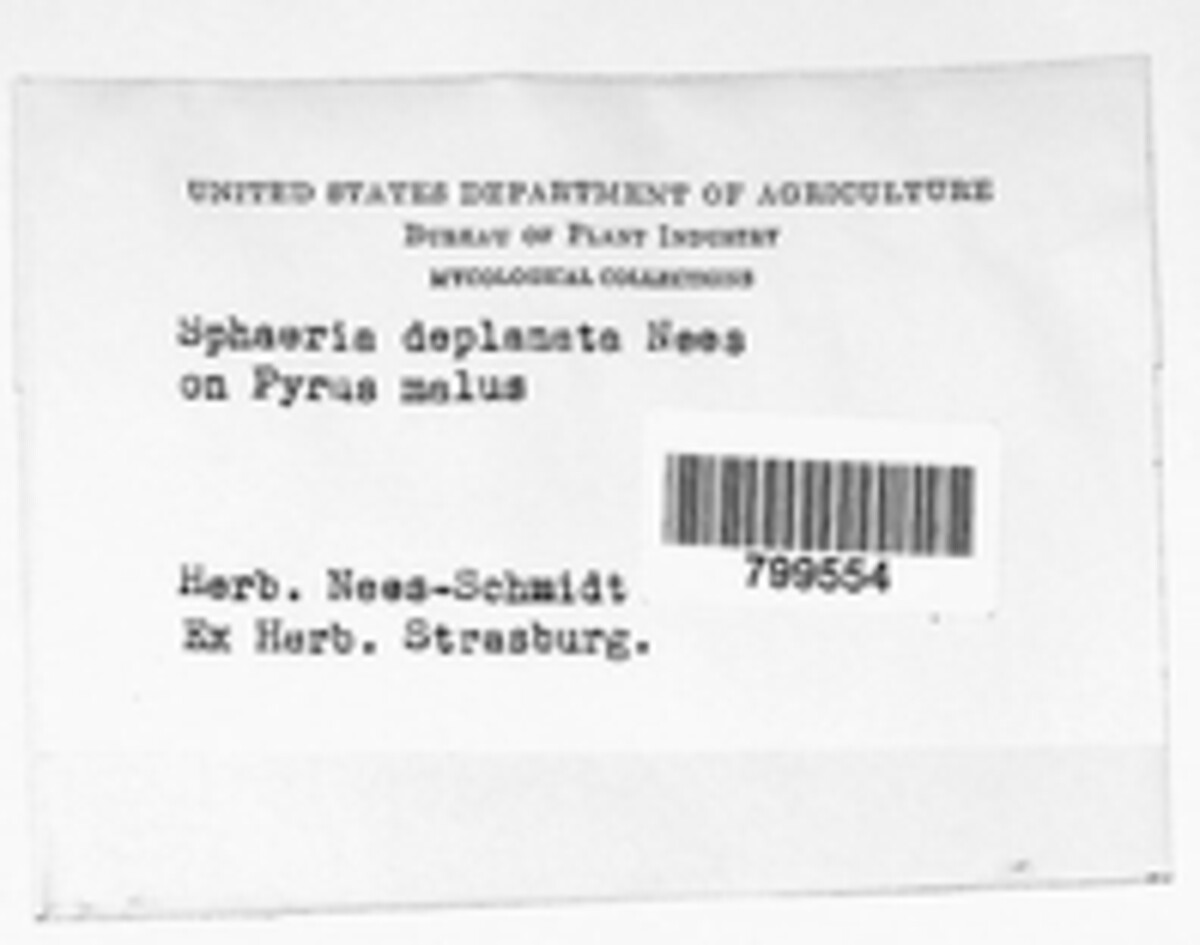 UNITED STATES DEPARTMENT OF AGRICULTURE
BUREAU OF PLANT INDUSTRY
MYCOLOGICAL COLLECTIONS
Sphaeria deplanata Nees
on Pyrus malus
799554
Herb. Nees-Schmidt
Ex Herb. Strasburg.